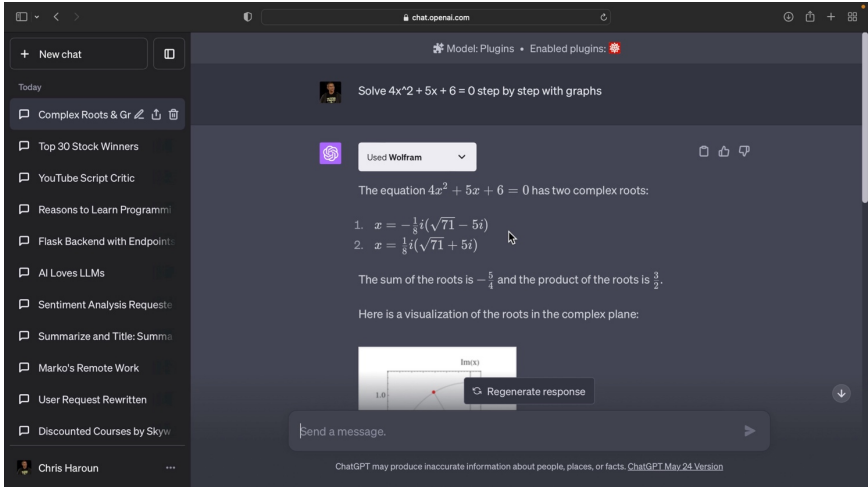 chat.openai.com
New chat
Today
Complex Roots & Gr
Top 30 Stock Winners
YouTube Script Critic
Reasons to Learn Programmi
Flask Backend with Endpoints
AI Loves LLMs
Sentiment Analysis Requeste
Summarize and Title: Summa
Marko's Remote Work
User Request Rewritten
Discounted Courses by Skyw
Chris Haroun
Model: Plugins • Enabled plugins:
Solve 4x^2 + 5x + 6 = 0 step by step with graphs
Used Wolfram
The equation 4x² + 5x + 6 = 0 has two complex roots:
1. x = −⅛i(√71 − 5i)
2. x = ⅛i(√71 + 5i)
The sum of the roots is −5/4 and the product of the roots is 3/2.
Here is a visualization of the roots in the complex plane:
Im(x)
1.0
Regenerate response
Send a message.
ChatGPT may produce inaccurate information about people, places, or facts. ChatGPT May 24 Version